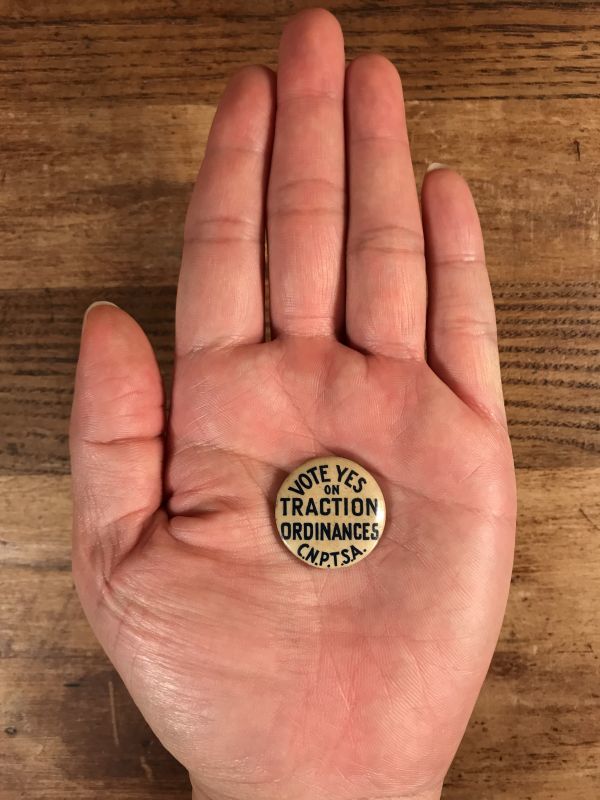 VOTE YES
ON
TRACTION
ORDINANCES
C.N.P.T.S.A.